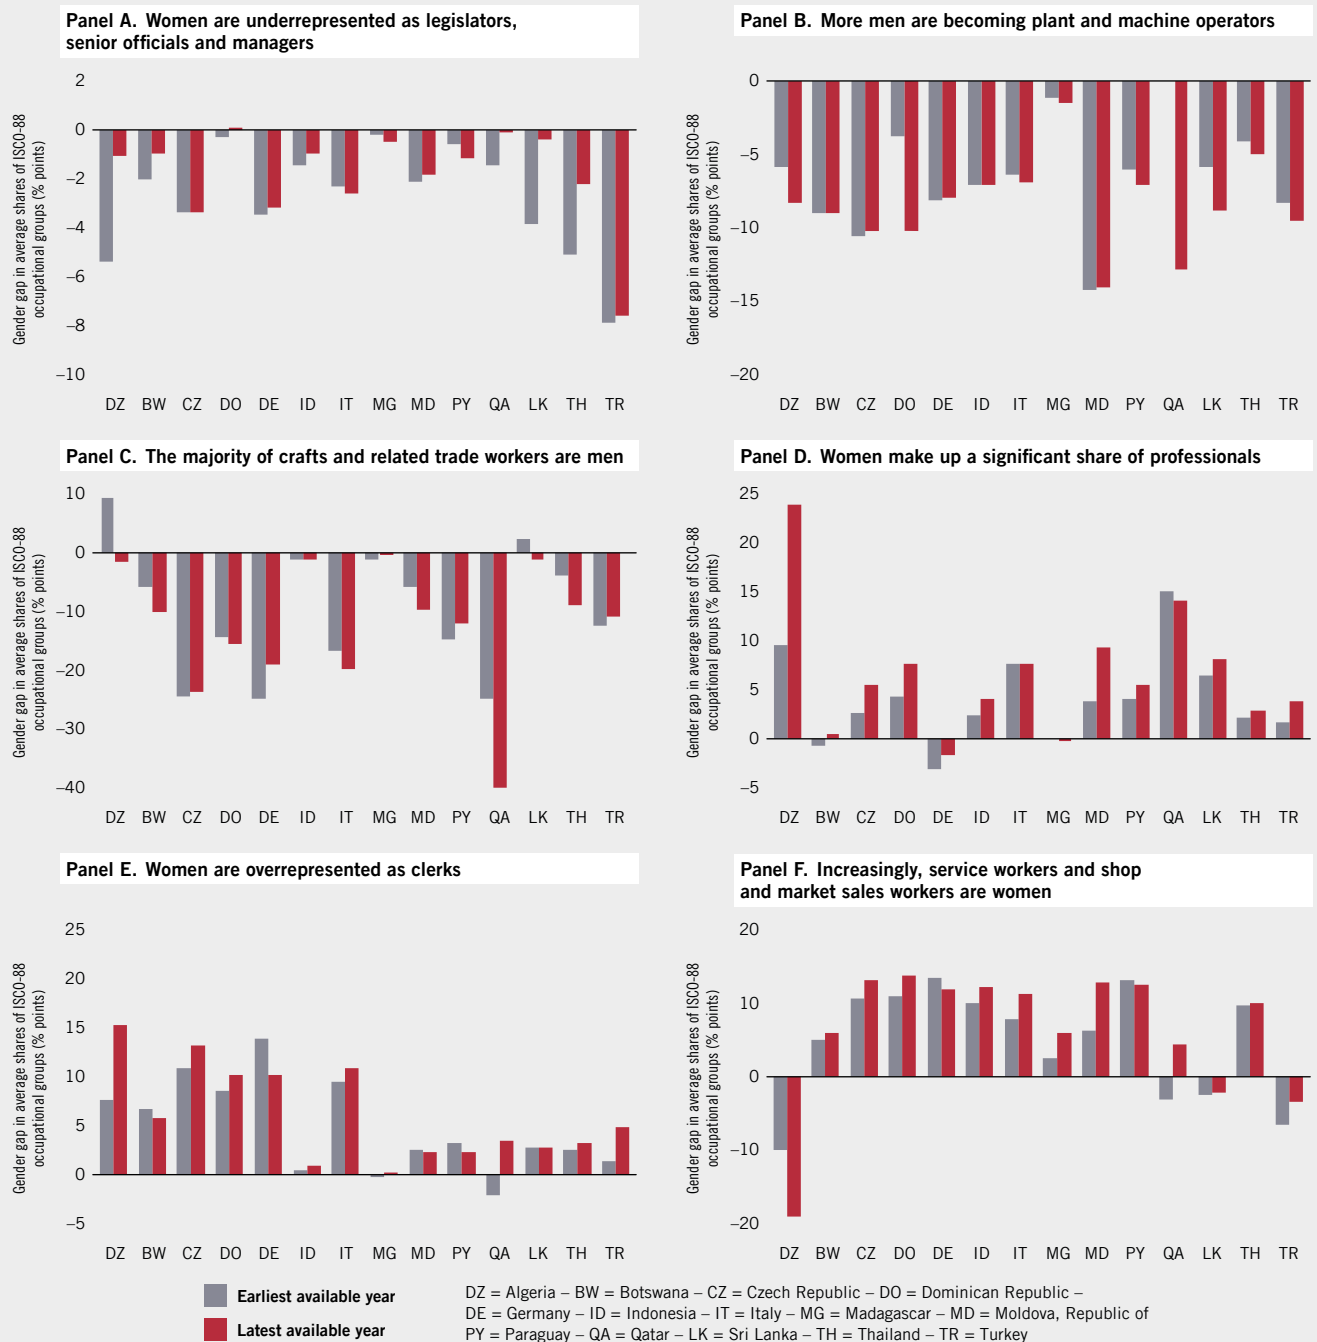 Panel A. Women are underrepresented as legislators,
senior officials and managers
Gender gap in average shares of ISCO-88
occupational groups (% points)
2
0
–2
–4
–6
–8
–10
DZ BW CZ DO DE ID IT MG MD PY QA LK TH TR
Panel B. More men are becoming plant and machine operators
Gender gap in average shares of ISCO-88
occupational groups (% points)
0
–5
–10
–15
–20
DZ BW CZ DO DE ID IT MG MD PY QA LK TH TR
Panel C. The majority of crafts and related trade workers are men
Gender gap in average shares of ISCO-88
occupational groups (% points)
10
0
–10
–20
–30
–40
DZ BW CZ DO DE ID IT MG MD PY QA LK TH TR
Panel D. Women make up a significant share of professionals
Gender gap in average shares of ISCO-88
occupational groups (% points)
25
20
15
10
5
0
–5
DZ BW CZ DO DE ID IT MG MD PY QA LK TH TR
Panel E. Women are overrepresented as clerks
Gender gap in average shares of ISCO-88
occupational groups (% points)
25
20
15
10
5
0
–5
DZ BW CZ DO DE ID IT MG MD PY QA LK TH TR
Panel F. Increasingly, service workers and shop
and market sales workers are women
Gender gap in average shares of ISCO-88
occupational groups (% points)
20
10
0
–10
–20
DZ BW CZ DO DE ID IT MG MD PY QA LK TH TR
Earliest available year
Latest available year
DZ = Algeria – BW = Botswana – CZ = Czech Republic – DO = Dominican Republic –
DE = Germany – ID = Indonesia – IT = Italy – MG = Madagascar – MD = Moldova, Republic of
PY = Paraguay – QA = Qatar – LK = Sri Lanka – TH = Thailand – TR = Turkey